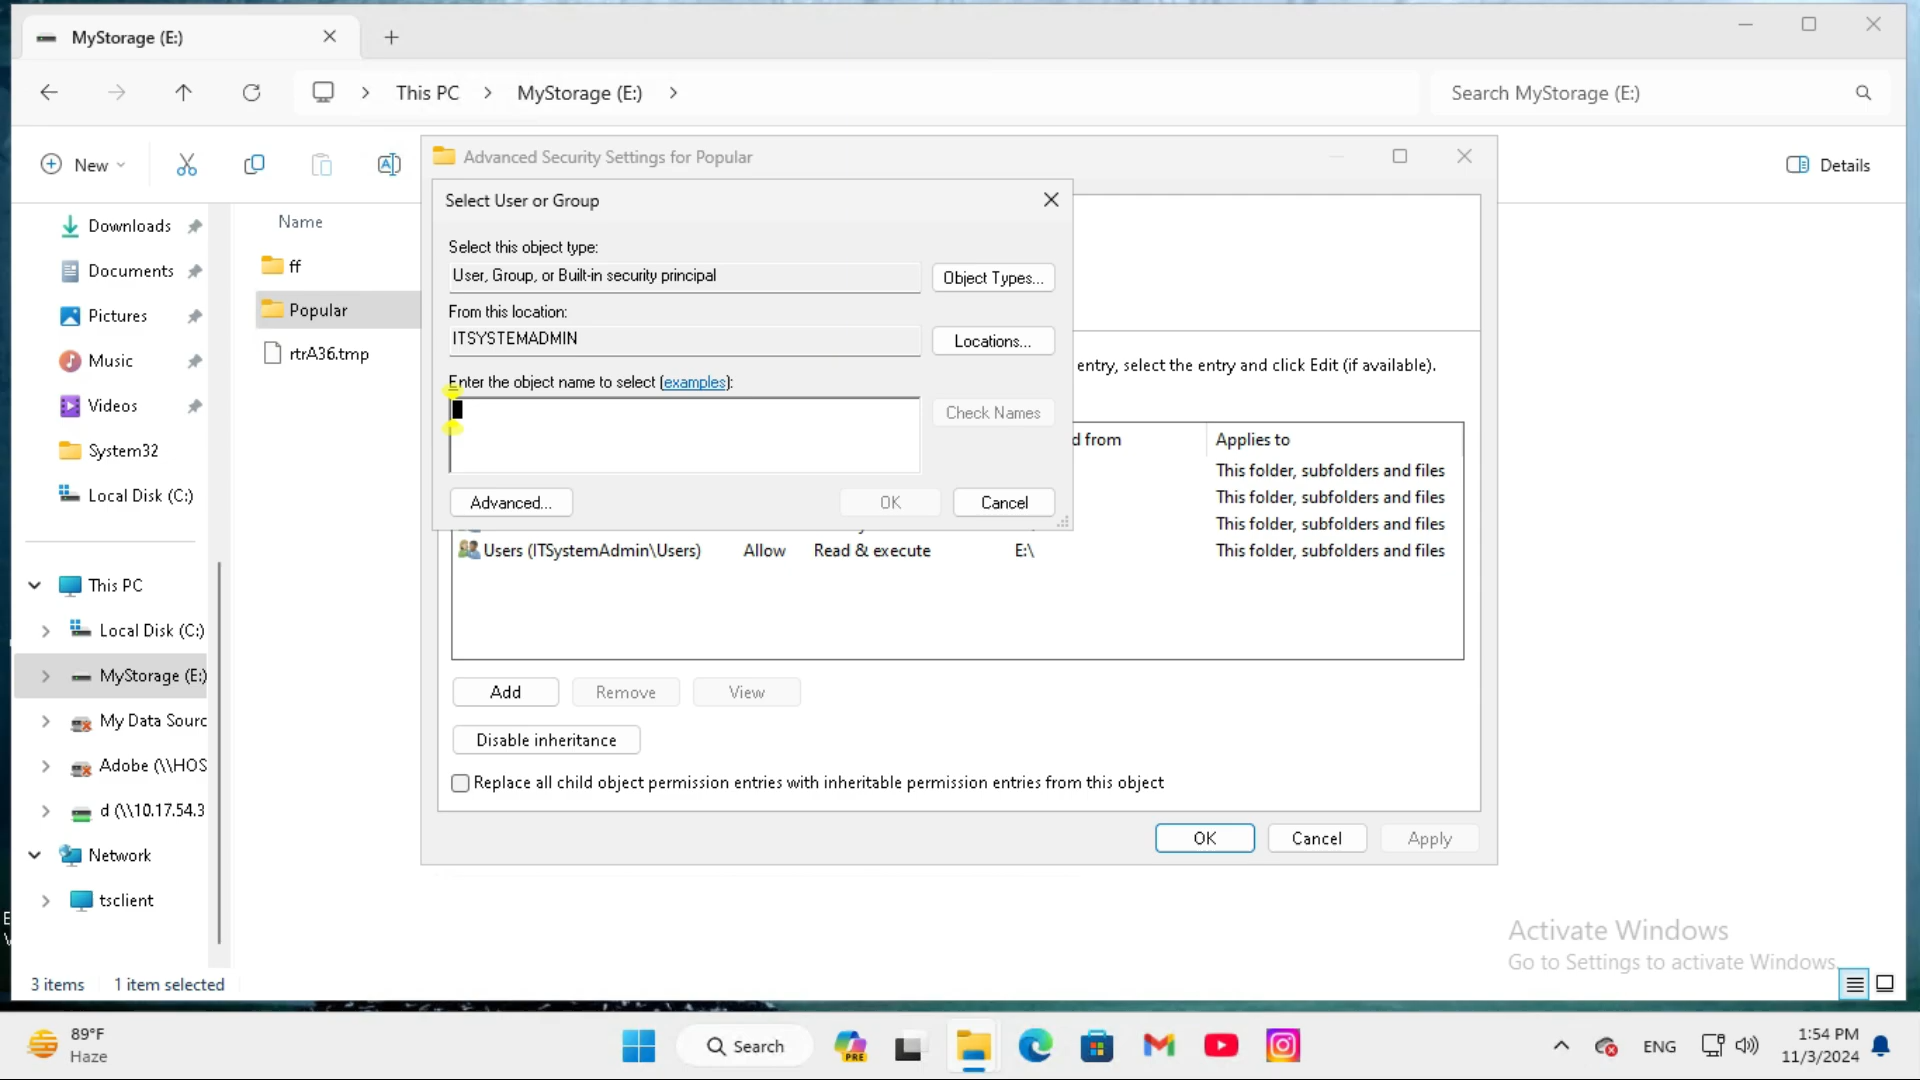 MyStorage (E:)
This PC
MyStorage (E:)
Search MyStorage (E:)
New
Details
Downloads
Documents
Pictures
Music
Videos
System32
Local Disk (C:)
This PC
Local Disk (C:)
MyStorage (E:)
My Data Sourc
Adobe (\\HOS
d (\\10.17.54.3
Network
tsclient
Name
ff
Popular
rtrA36.tmp
Advanced Security Settings for Popular
Select User or Group
Select this object type:
User, Group, or Built-in security principal
Object Types...
From this location:
ITSYSTEMADMIN
Locations...
Enter the object name to select (examples):
Check Names
Advanced...
OK
Cancel
entry, select the entry and click Edit (if available).
d from
Applies to
This folder, subfolders and files
This folder, subfolders and files
This folder, subfolders and files
Users (ITSystemAdmin\Users) Allow Read & execute E:\ This folder, subfolders and files
Add
Remove
View
Disable inheritance
Replace all child object permission entries with inheritable permission entries from this object
OK
Cancel
Apply
Activate Windows
Go to Settings to activate Windows.
3 items
1 item selected
89°F
Haze
Search
PRE
ENG
1:54 PM
11/3/2024